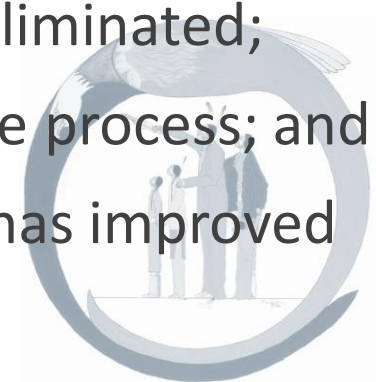 liminated;
e process; and
has improved